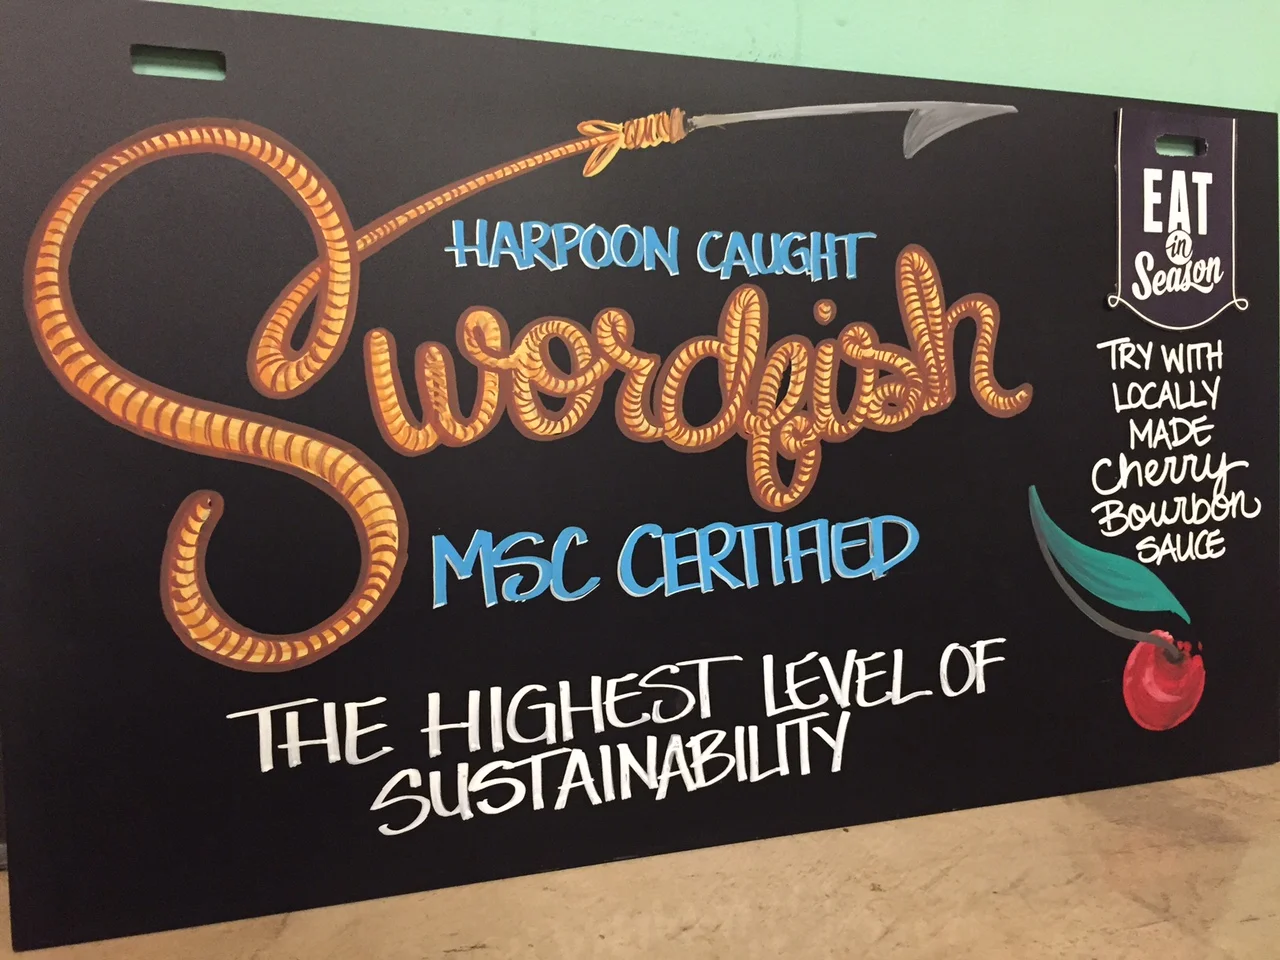 HARPOON CAUGHT
Swordfish
MSC CERTIFIED
THE HIGHEST LEVEL OF
SUSTAINABILITY
EAT
in
Season
TRY WITH
LOCALLY
MADE
Cherry
Bourbon
SAUCE